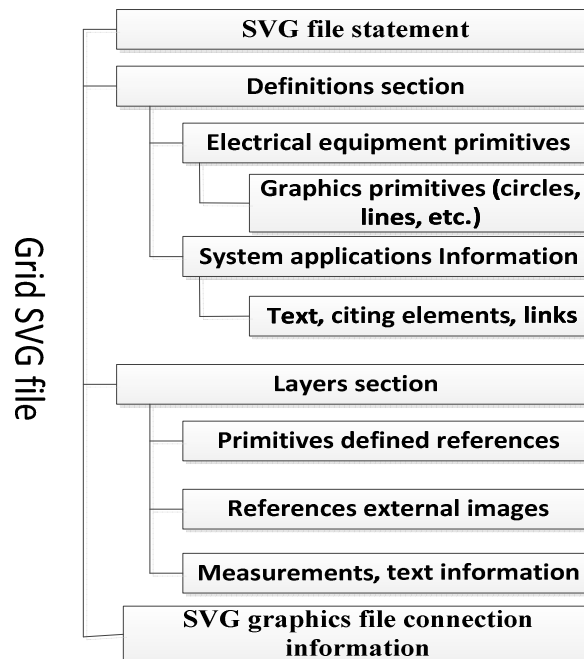 Grid SVG file
SVG file statement
Definitions section
Electrical equipment primitives
Graphics primitives (circles,
lines, etc.)
System applications Information
Text, citing elements, links
Layers section
Primitives defined references
References external images
Measurements, text information
SVG graphics file connection
information